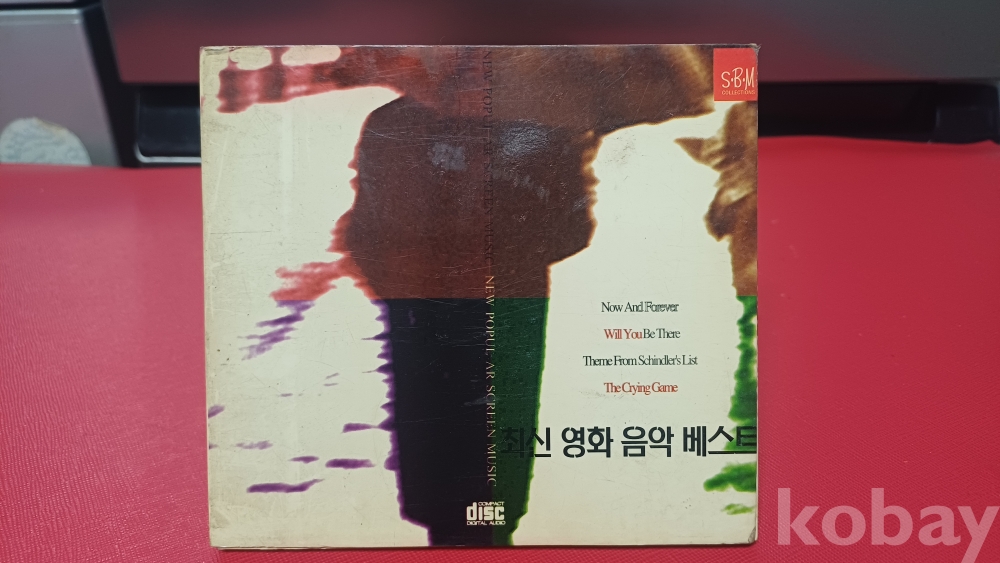 S·B·M
COLLECTIONS
NEW POPULAR SCREEN MUSIC
NEW POPULAR SCREEN MUSIC
Now And Forever
Will You Be There
Theme From Schindler's List
The Crying Game
최신 영화 음악 베스트
COMPACT
disc
DIGITAL AUDIO
kobay